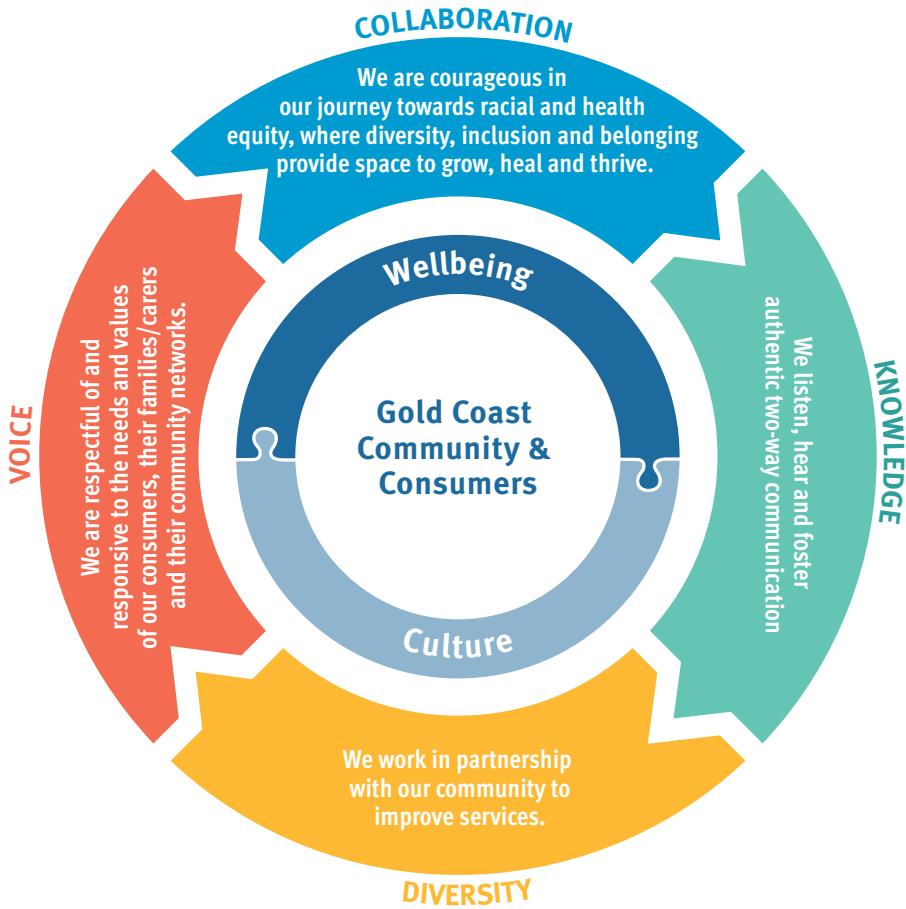 COLLABORATION
We are courageous in
our journey towards racial and health
equity, where diversity, inclusion and belonging
provide space to grow, heal and thrive.
KNOWLEDGE
We listen, hear and foster
authentic two-way communication
DIVERSITY
We work in partnership
with our community to
improve services.
VOICE
We are respectful of and
responsive to the needs and values
of our consumers, their families/carers
and their community networks.
Wellbeing
Gold Coast
Community &
Consumers
Culture